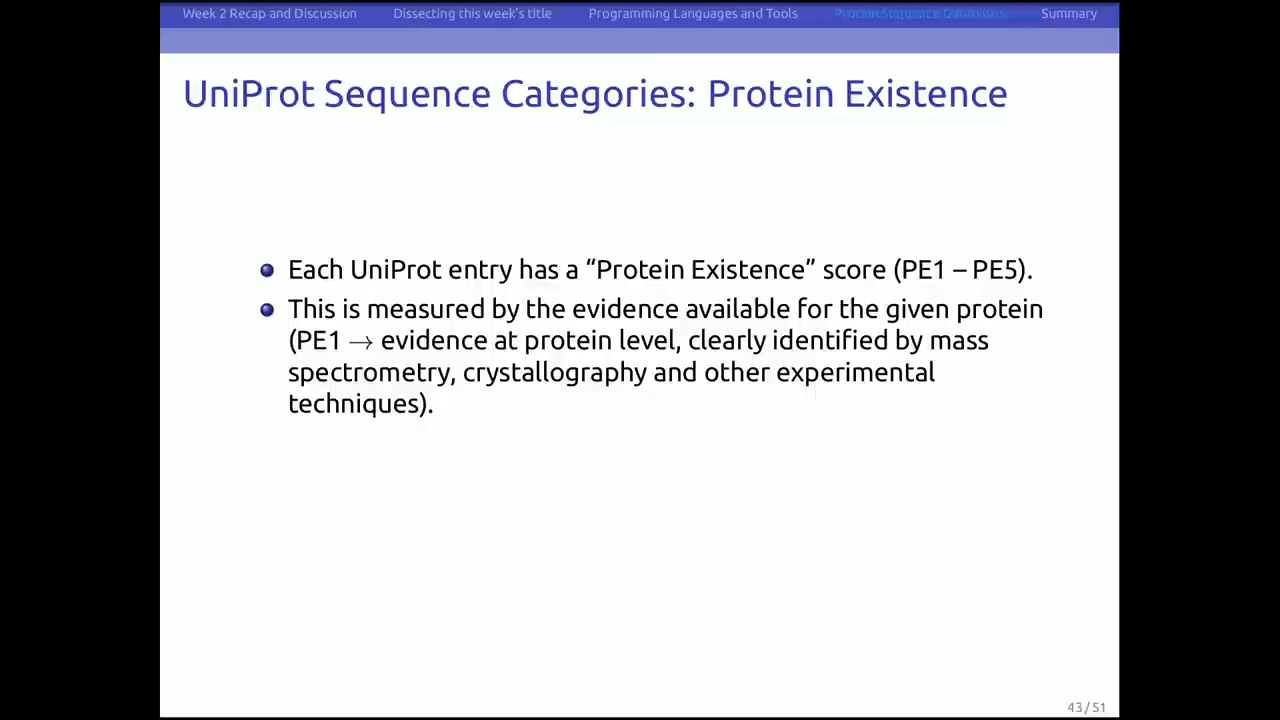 Week 2 Recap and Discussion Dissecting this week's title Programming Languages and Tools Protein Sequence Databases Summary
UniProt Sequence Categories: Protein Existence
Each UniProt entry has a “Protein Existence” score (PE1 – PE5).
This is measured by the evidence available for the given protein
(PE1 → evidence at protein level, clearly identified by mass
spectrometry, crystallography and other experimental
techniques).
43/51